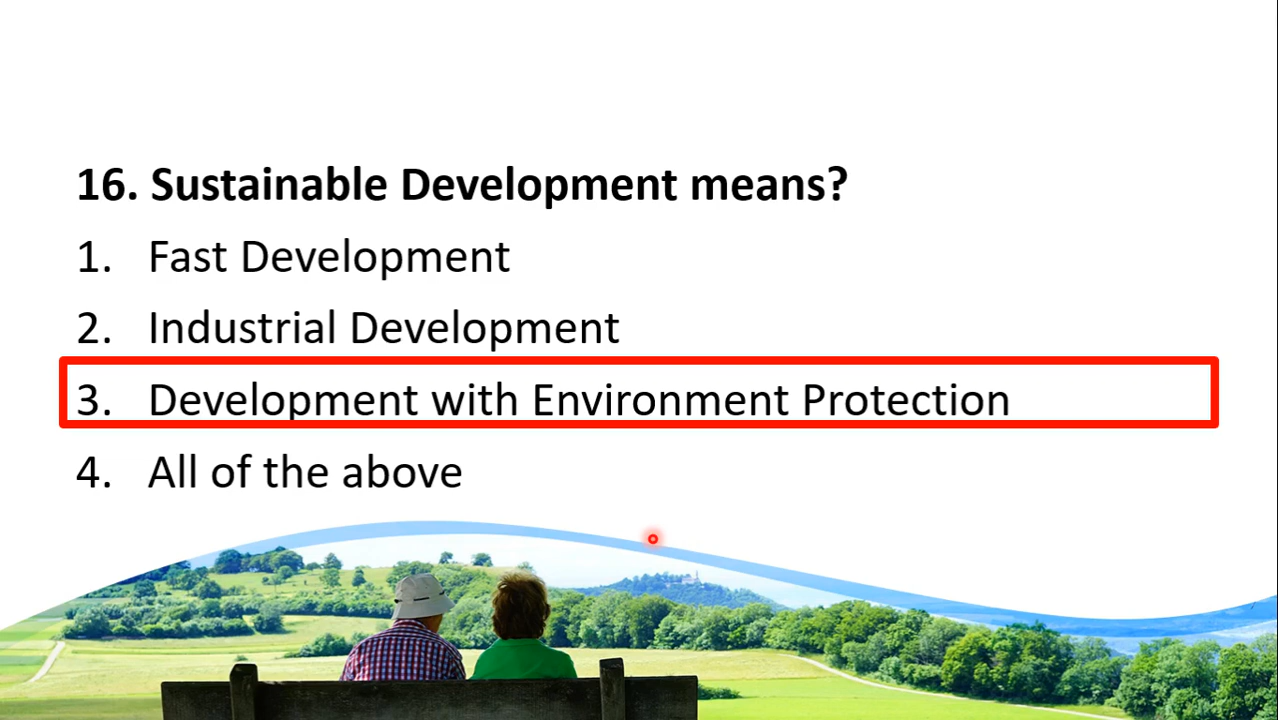 16. Sustainable Development means?
1. Fast Development
2. Industrial Development
3. Development with Environment Protection
4. All of the above